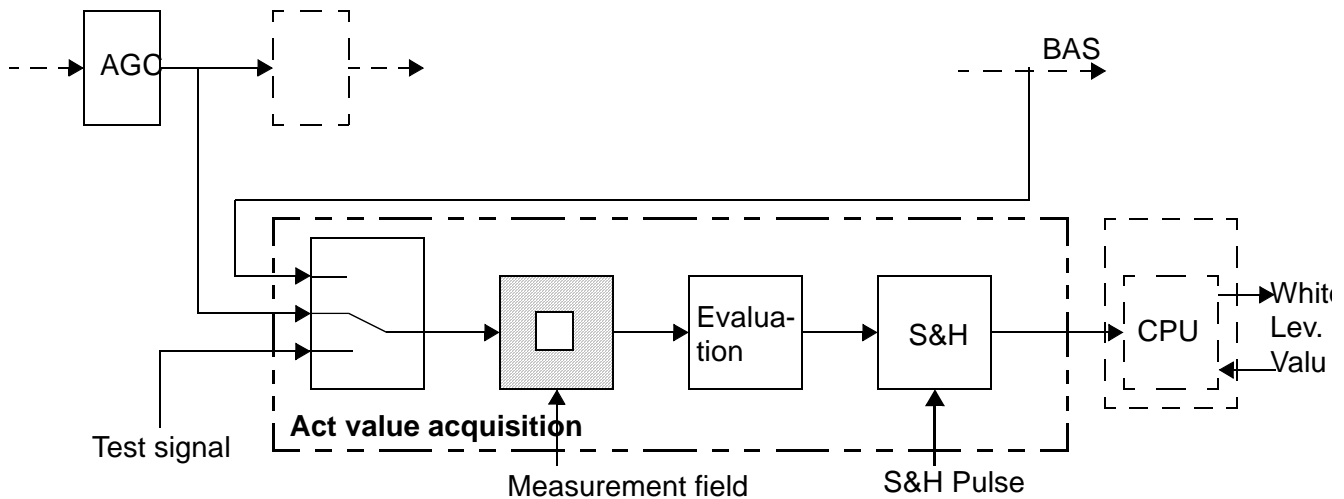 AGC
BAS
Evalua-
tion
S&H
CPU
White
Lev.
Valu
Act value acquisition
Test signal
Measurement field
S&H Pulse